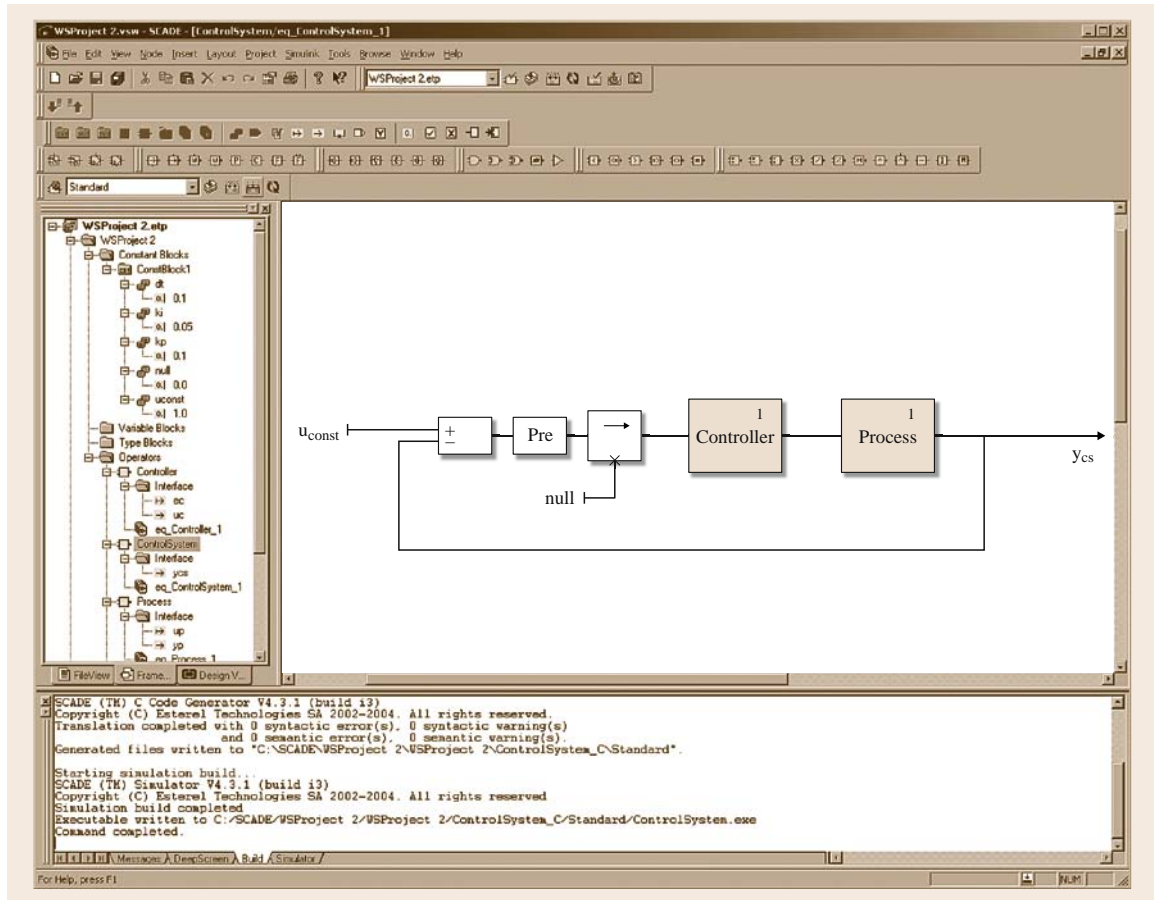 WSProject 2.vsw - SCADE - [ControlSystem/eq_ControlSystem_1]
File Edit View Node Insert Layout Project Simulink Tools Browse Window Help
WSProject 2.etp
Standard
WSProject 2.etp
WSProject 2
Constant Blocks
ConstBlock1
dt
0.1
ki
0.05
kp
0.1
null
0.0
uconst
1.0
Variable Blocks
Type Blocks
Operators
Controller
Interface
ec
uc
eq_Controller_1
ControlSystem
Interface
ycs
eq_ControlSystem_1
Process
Interface
up
yp
eq_Process_1
FileView Frame... Design V...
uconst
+
−
Pre
null
1
Controller
1
Process
ycs
SCADE (TM) C Code Generator V4.3.1 (build i3)
Copyright (C) Esterel Technologies SA 2002-2004. All rights reserved.
Translation completed with 0 syntactic error(s), 0 syntactic warning(s)
and 0 semantic error(s), 0 semantic warning(s).
Generated files written to "C:\SCADE\WSProject 2\WSProject 2\ControlSystem_C\Standard".
Starting simulation build...
SCADE (TM) Simulator V4.3.1 (build i3)
Copyright (C) Esterel Technologies SA 2002-2004. All rights reserved
Simulation build completed
Executable written to C:/SCADE/WSProject 2/WSProject 2/ControlSystem_C/Standard/ControlSystem.exe
Command completed.
Messages DeepScreen Build Simulator
For Help, press F1
NUM